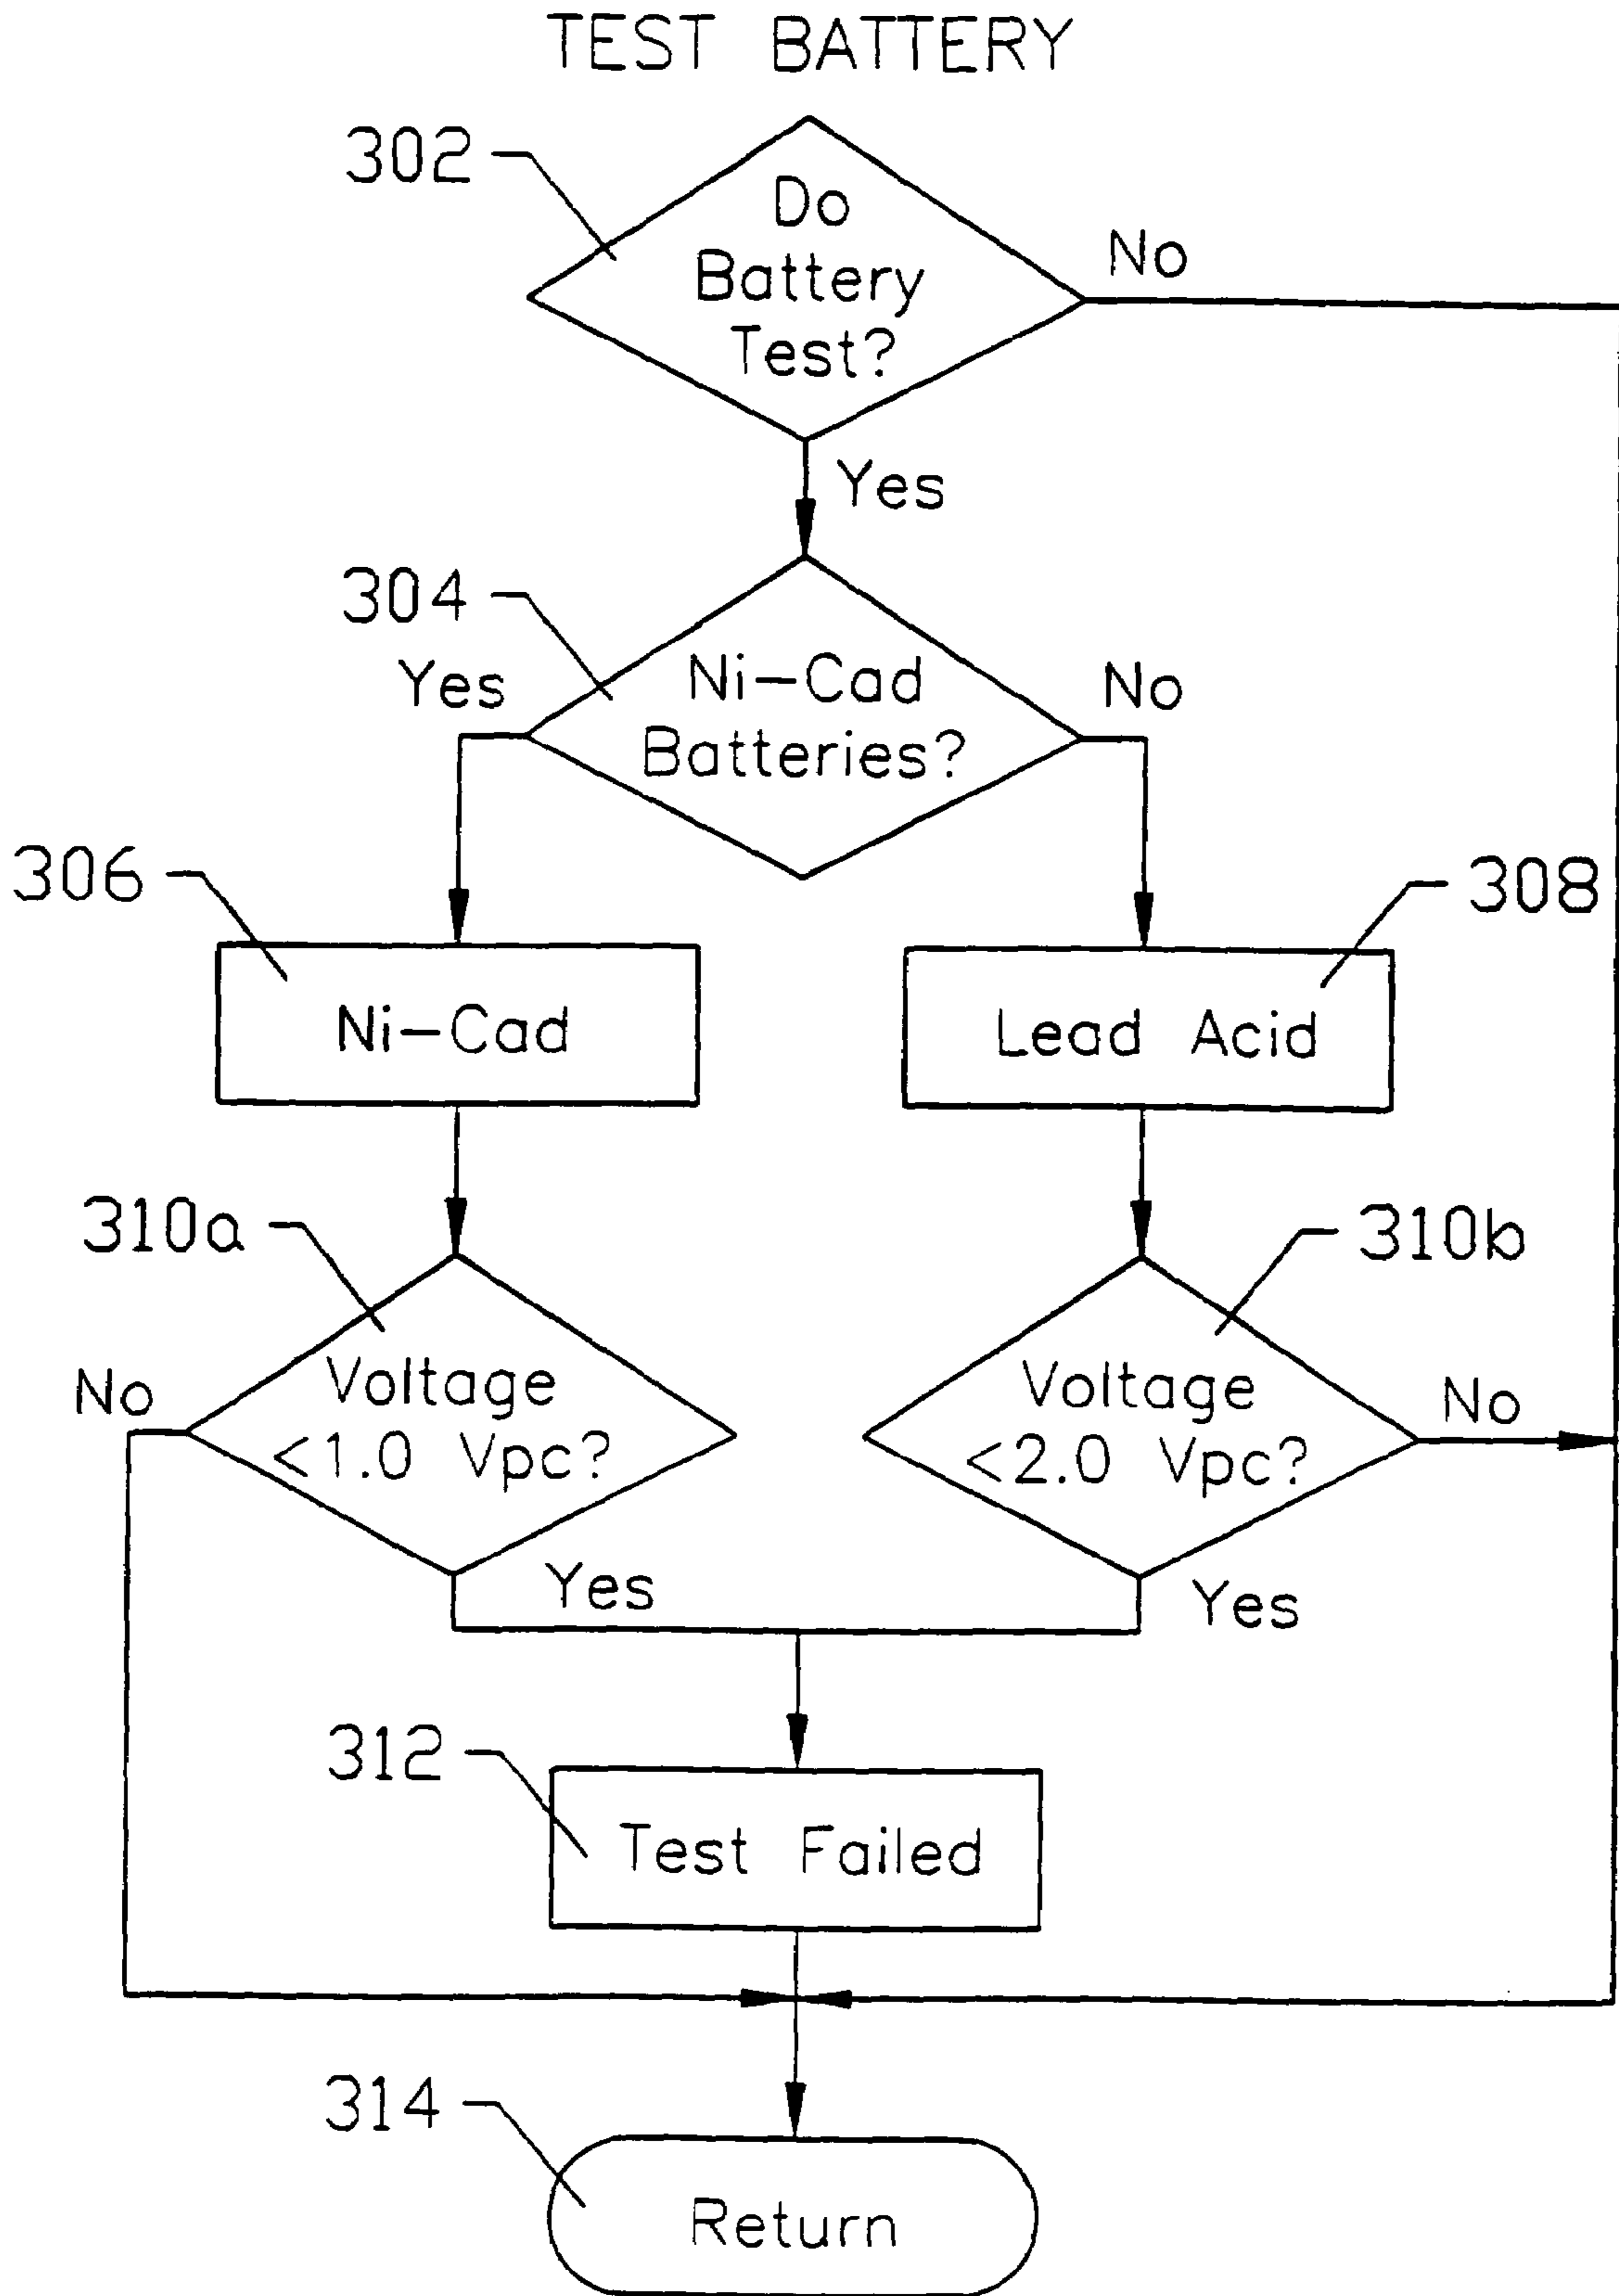 TEST BATTERY
302
Do
Battery
Test?
No
Yes
304
Yes
Ni-Cad
Batteries?
No
306
308
Ni-Cad
Lead Acid
310a
310b
No
Voltage
<1.0 Vpc?
Voltage
<2.0 Vpc?
No
Yes
Yes
312
Test Failed
314
Return